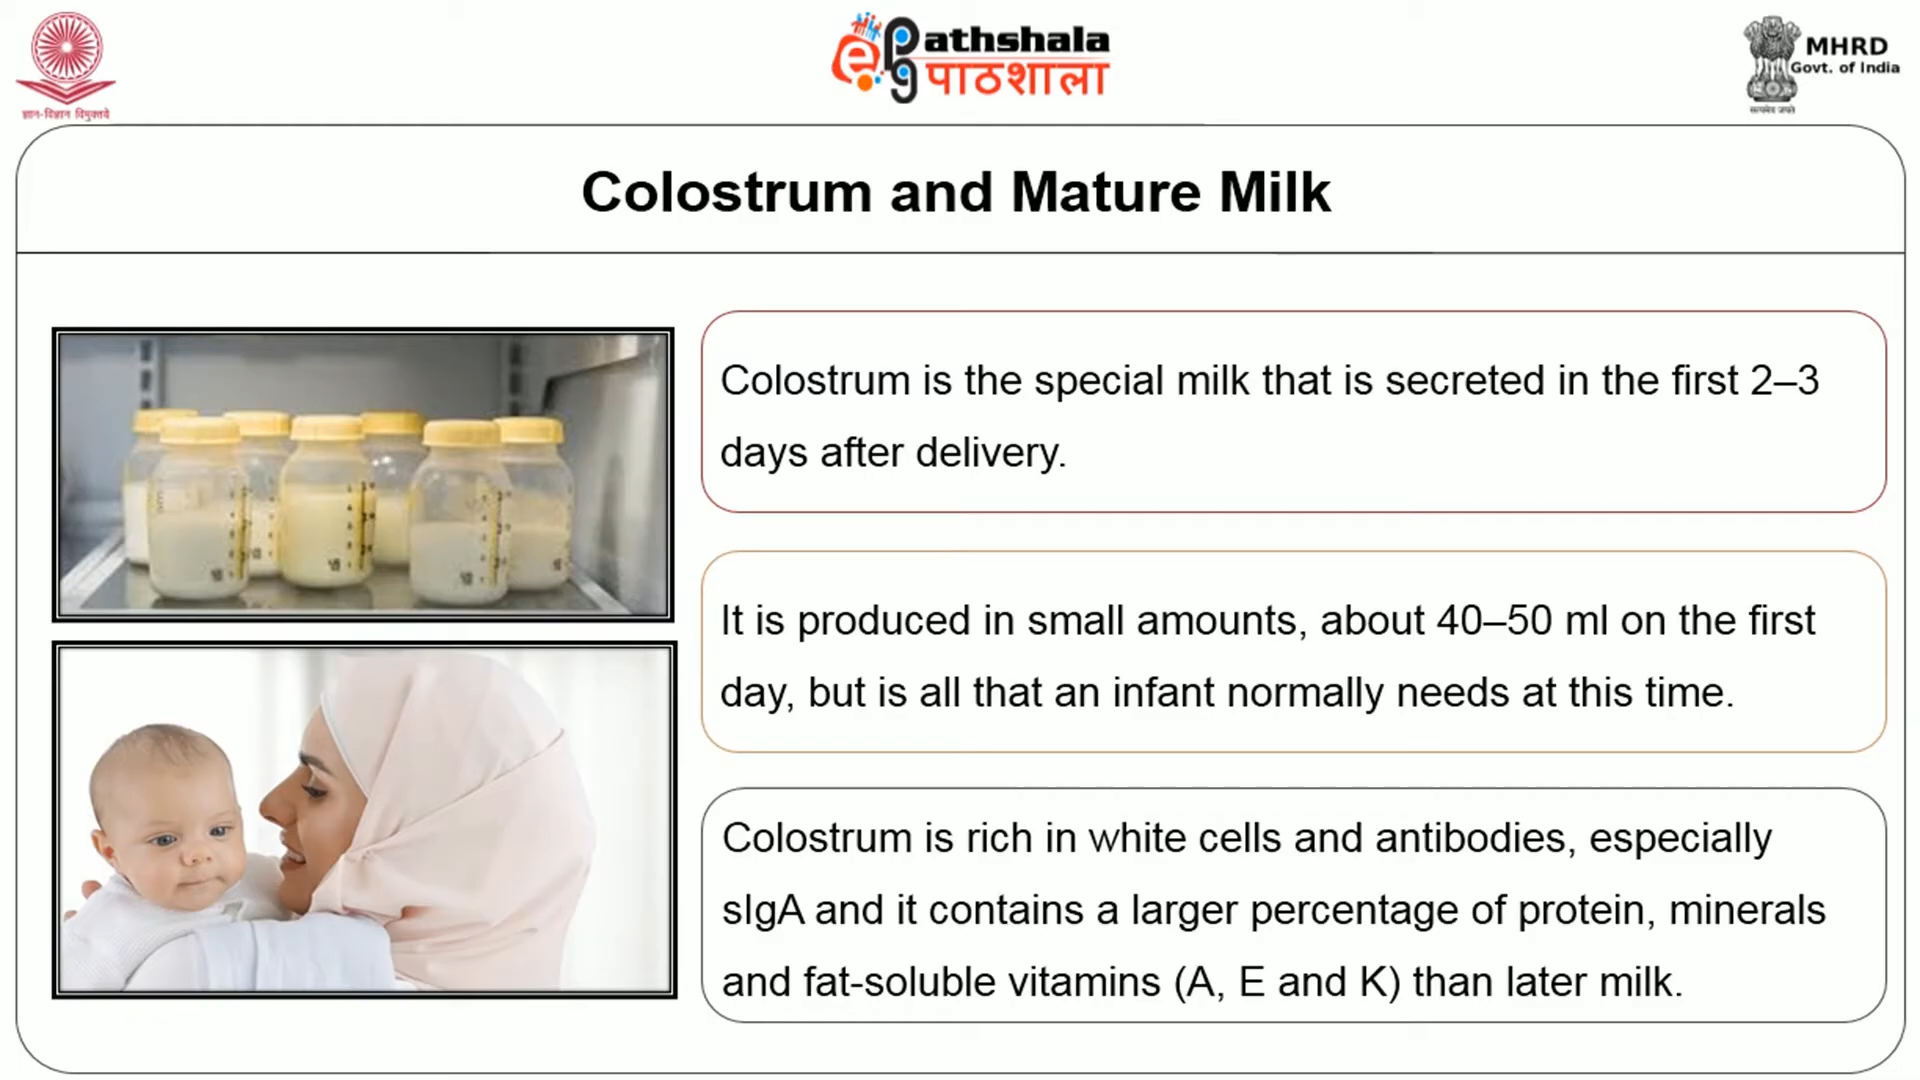 ज्ञान-विज्ञान विमुक्तये
ePG Pathshala
पाठशाला
MHRD
Govt. of India
सत्यमेव जयते
Colostrum and Mature Milk
Colostrum is the special milk that is secreted in the first 2–3
days after delivery.
It is produced in small amounts, about 40–50 ml on the first
day, but is all that an infant normally needs at this time.
Colostrum is rich in white cells and antibodies, especially
sIgA and it contains a larger percentage of protein, minerals
and fat-soluble vitamins (A, E and K) than later milk.